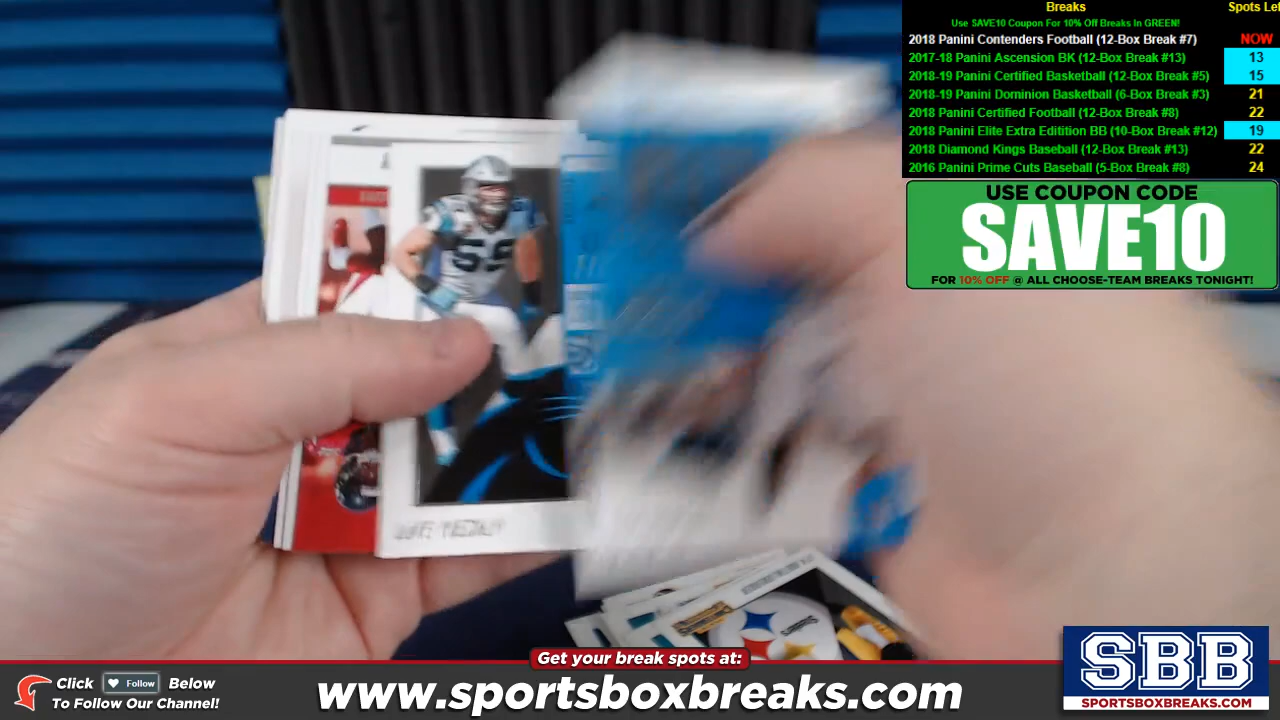 Breaks Spots Lef
Use SAVE10 Coupon For 10% Off Breaks In GREEN!
2018 Panini Contenders Football (12-Box Break #7) NOW
2017-18 Panini Ascension BK (12-Box Break #13) 13
2018-19 Panini Certified Basketball (12-Box Break #5) 15
2018-19 Panini Dominion Basketball (6-Box Break #3) 21
2018 Panini Certified Football (12-Box Break #8) 22
2018 Panini Elite Extra Edition BB (10-Box Break #12) 19
2018 Diamond Kings Baseball (12-Box Break #13) 22
2016 Panini Prime Cuts Baseball (5-Box Break #8) 24
USE COUPON CODE
SAVE10
FOR 10% OFF @ ALL CHOOSE-TEAM BREAKS TONIGHT!
59
Steelers
Get your break spots at:
Click Follow Below
To Follow Our Channel!
www.sportsboxbreaks.com
SBB
SPORTSBOXBREAKS.COM